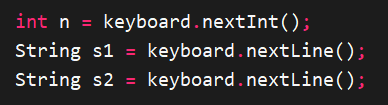 int n = keyboard.nextInt();
String s1 = keyboard.nextLine();
String s2 = keyboard.nextLine();